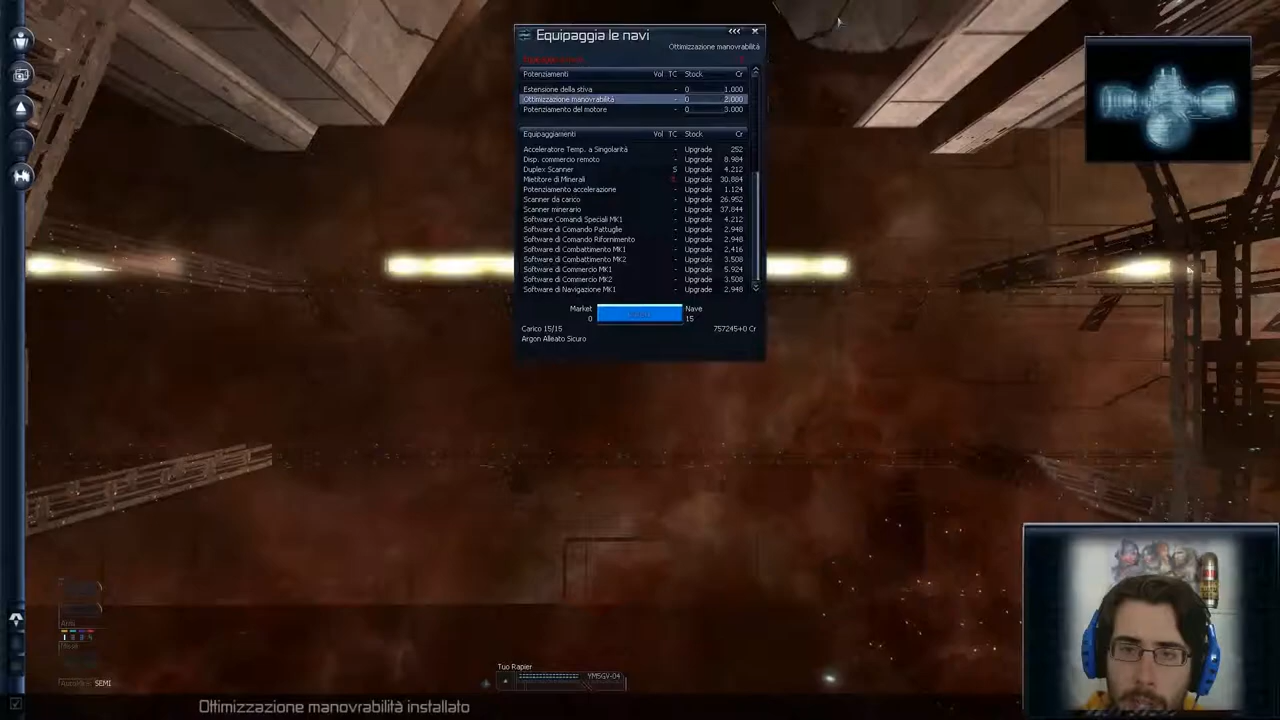 Equipaggia le navi
Ottimizzazione manovrabilità
Potenziamenti Vol TC Stock Cr
Estensione della stiva - 0 1.000
Ottimizzazione manovrabilità - 0 2.000
Potenziamento del motore - 0 3.000
Equipaggiamenti Vol TC Stock Cr
Acceleratore Temp. a Singolarità - Upgrade 252
Disp. commercio remoto - Upgrade 8.984
Duplex Scanner S Upgrade 4.212
Mietitore di Minerali Upgrade 30.884
Potenziamento accelerazione - Upgrade 1.124
Scanner da carico - Upgrade 26.952
Scanner minerario - Upgrade 37.844
Software Comandi Speciali MK1 - Upgrade 4.212
Software di Comando Pattuglie - Upgrade 2.948
Software di Comando Rifornimento - Upgrade 2.948
Software di Combattimento MK1 - Upgrade 2.416
Software di Combattimento MK2 - Upgrade 3.508
Software di Commercio MK1 - Upgrade 5.924
Software di Commercio MK2 - Upgrade 3.508
Software di Navigazione MK1 - Upgrade 2.948
Market Nave
0 15
Carico 15/15 757245+0 Cr
Argon Alleato Sicuro
Tuo Rapier
YM5GV-04
SEMI
Ottimizzazione manovrabilità installato